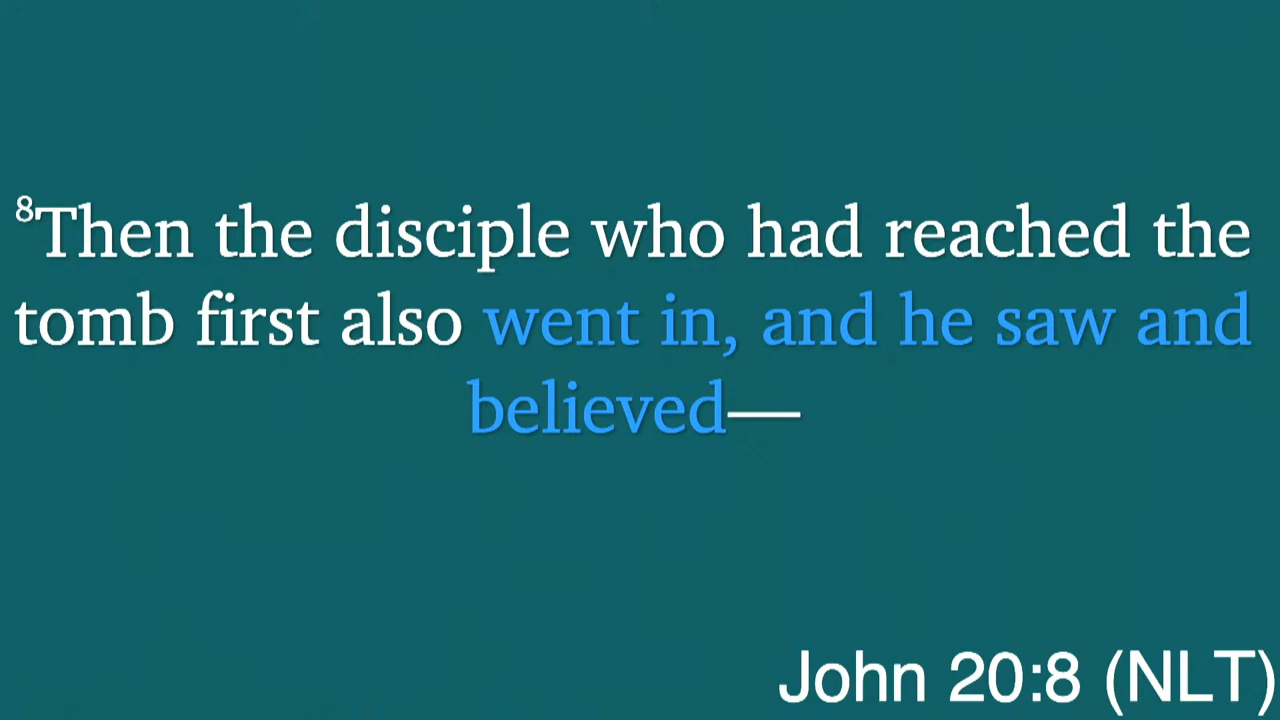 ⁸Then the disciple who had reached the
tomb first also went in, and he saw and
believed—
John 20:8 (NLT)